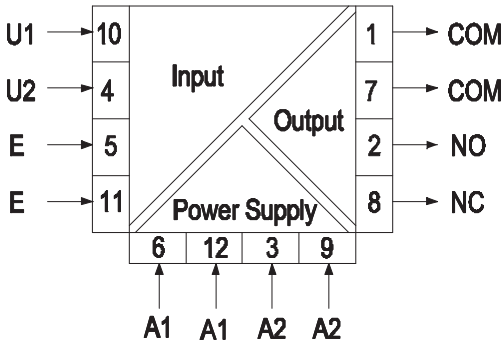 U1 10 1 COM
U2 4 Input 7 COM
E 5 Output 2 NO
E 11 8 NC
Power Supply
6 12 3 9
A1 A1 A2 A2